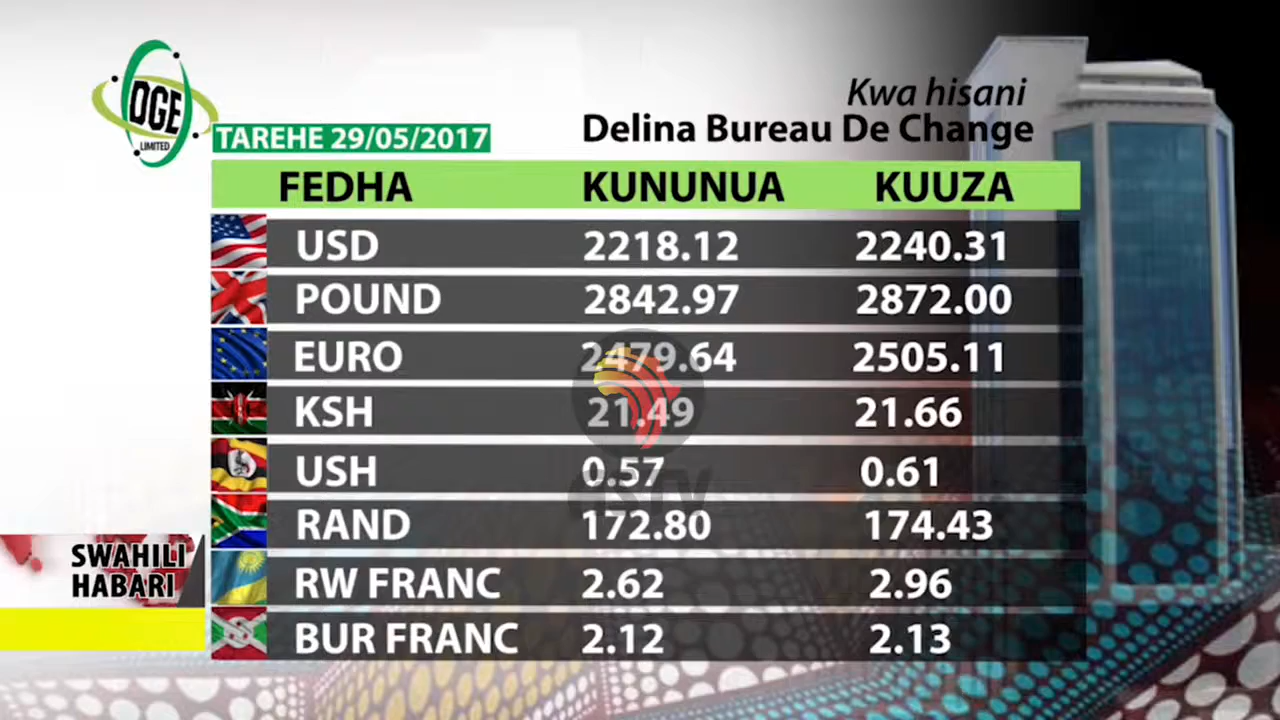 DGE
LIMITED
TAREHE 29/05/2017
Kwa hisani
Delina Bureau De Change
FEDHA KUNUNUA KUUZA
USD 2218.12 2240.31
POUND 2842.97 2872.00
EURO 2479.64 2505.11
KSH 21.49 21.66
USH 0.57 0.61
RAND 172.80 174.43
RW FRANC 2.62 2.96
BUR FRANC 2.12 2.13
SWAHILI
HABARI